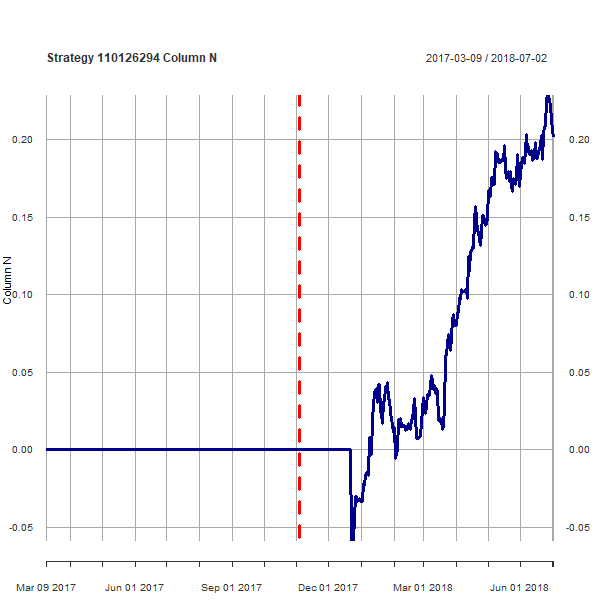 Strategy 110126294 Column N
2017-03-09 / 2018-07-02
Column N
0.20
0.15
0.10
0.05
0.00
-0.05
0.20
0.15
0.10
0.05
0.00
-0.05
Mar 09 2017
Jun 01 2017
Sep 01 2017
Dec 01 2017
Mar 01 2018
Jun 01 2018